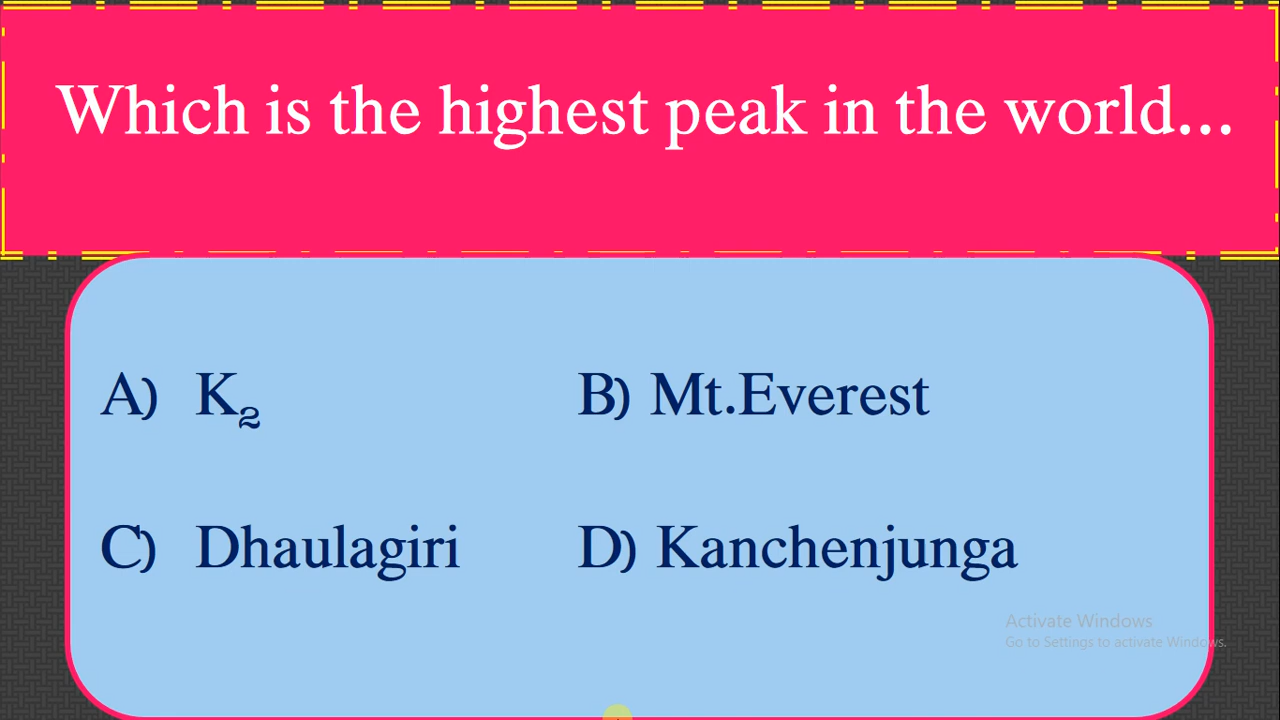 Which is the highest peak in the world...
A) K₂ B) Mt.Everest
C) Dhaulagiri D) Kanchenjunga
Activate Windows
Go to Settings to activate Windows.